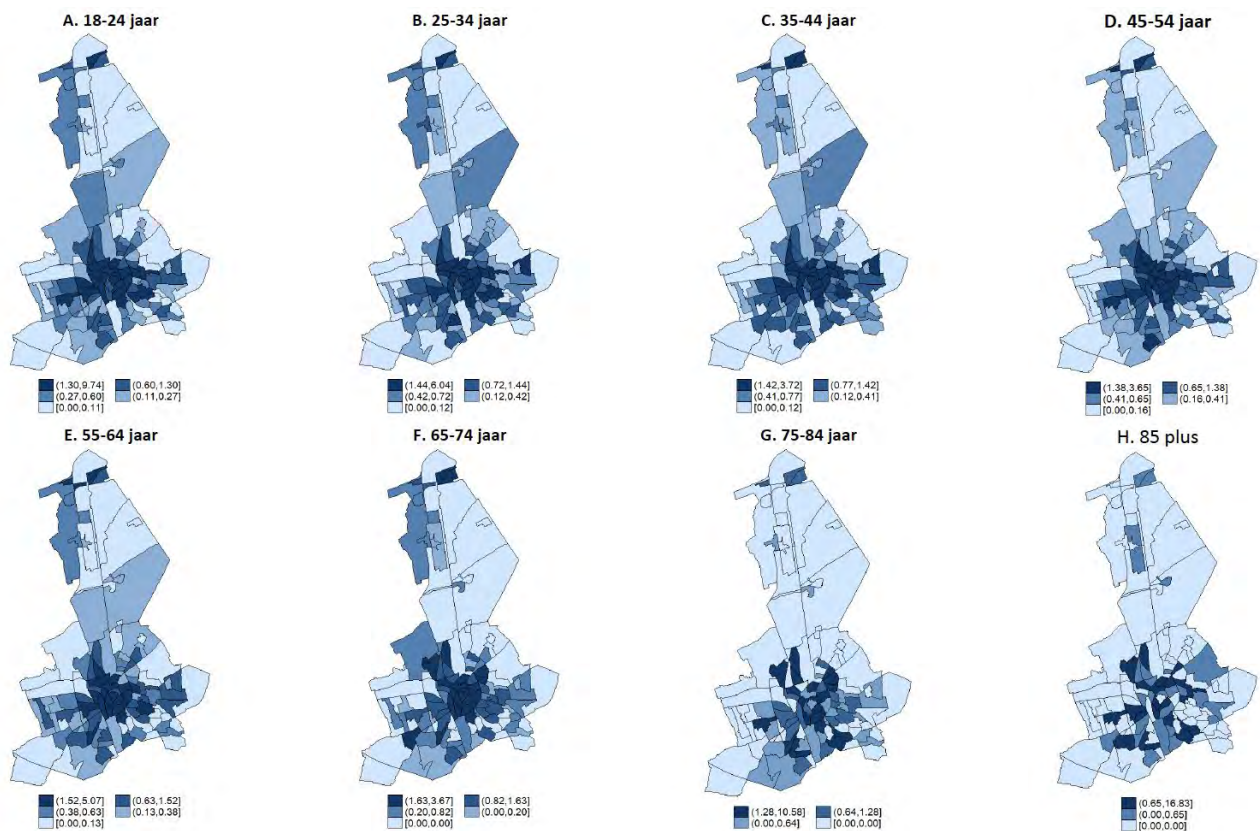 A. 18-24 jaar
B. 25-34 jaar
C. 35-44 jaar
D. 45-54 jaar
(1.30,9.74] (0.60,1.30]
(0.27,0.60] (0.11,0.27]
[0.00,0.11]
(1.44,6.04] (0.72,1.44]
(0.42,0.72] (0.12,0.42]
[0.00,0.12]
(1.42,3.72] (0.77,1.42]
(0.41,0.77] (0.12,0.41]
[0.00,0.12]
(1.38,3.65] (0.65,1.38]
(0.41,0.65] (0.16,0.41]
[0.00,0.16]
E. 55-64 jaar
F. 65-74 jaar
G. 75-84 jaar
H. 85 plus
(1.52,5.07] (0.63,1.52]
(0.38,0.63] (0.13,0.38]
[0.00,0.13]
(1.63,3.67] (0.82,1.63]
(0.20,0.82] (0.00,0.20]
[0.00,0.00]
(1.28,10.58] (0.64,1.28]
(0.00,0.64] [0.00,0.00]
(0.65,16.83]
(0.00,0.65]
[0.00,0.00]